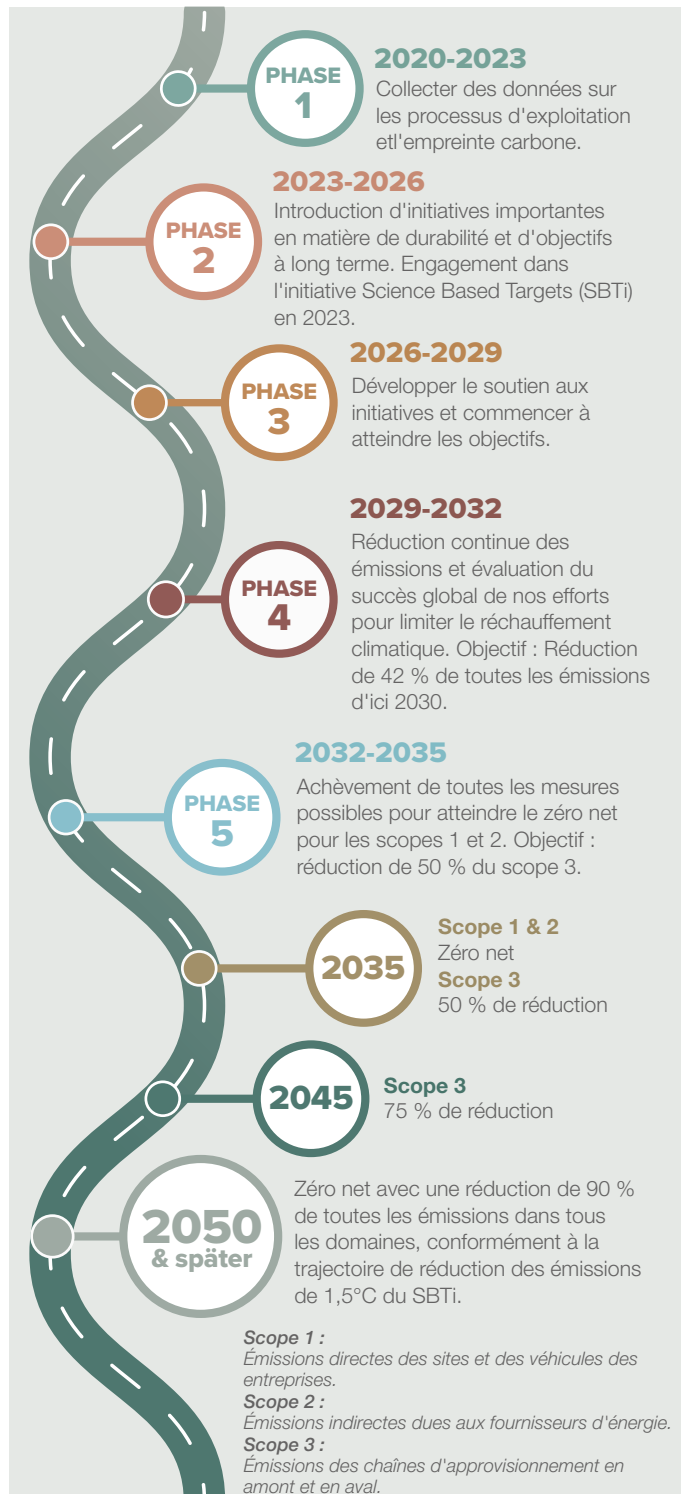 PHASE
1
2020-2023
Collecter des données sur
les processus d'exploitation
etl'empreinte carbone.
PHASE
2
2023-2026
Introduction d'initiatives importantes
en matière de durabilité et d'objectifs
à long terme. Engagement dans
l'initiative Science Based Targets (SBTi)
en 2023.
PHASE
3
2026-2029
Développer le soutien aux
initiatives et commencer à
atteindre les objectifs.
PHASE
4
2029-2032
Réduction continue des
émissions et évaluation du
succès global de nos efforts
pour limiter le réchauffement
climatique. Objectif : Réduction
de 42 % de toutes les émissions
d'ici 2030.
PHASE
5
2032-2035
Achèvement de toutes les mesures
possibles pour atteindre le zéro net
pour les scopes 1 et 2. Objectif :
réduction de 50 % du scope 3.
2035
Scope 1 & 2
Zéro net
Scope 3
50 % de réduction
2045
Scope 3
75 % de réduction
2050
& später
Zéro net avec une réduction de 90 %
de toutes les émissions dans tous
les domaines, conformément à la
trajectoire de réduction des émissions
de 1,5°C du SBTi.
Scope 1 :
Émissions directes des sites et des véhicules des
entreprises.
Scope 2 :
Émissions indirectes dues aux fournisseurs d'énergie.
Scope 3 :
Émissions des chaînes d'approvisionnement en
amont et en aval.